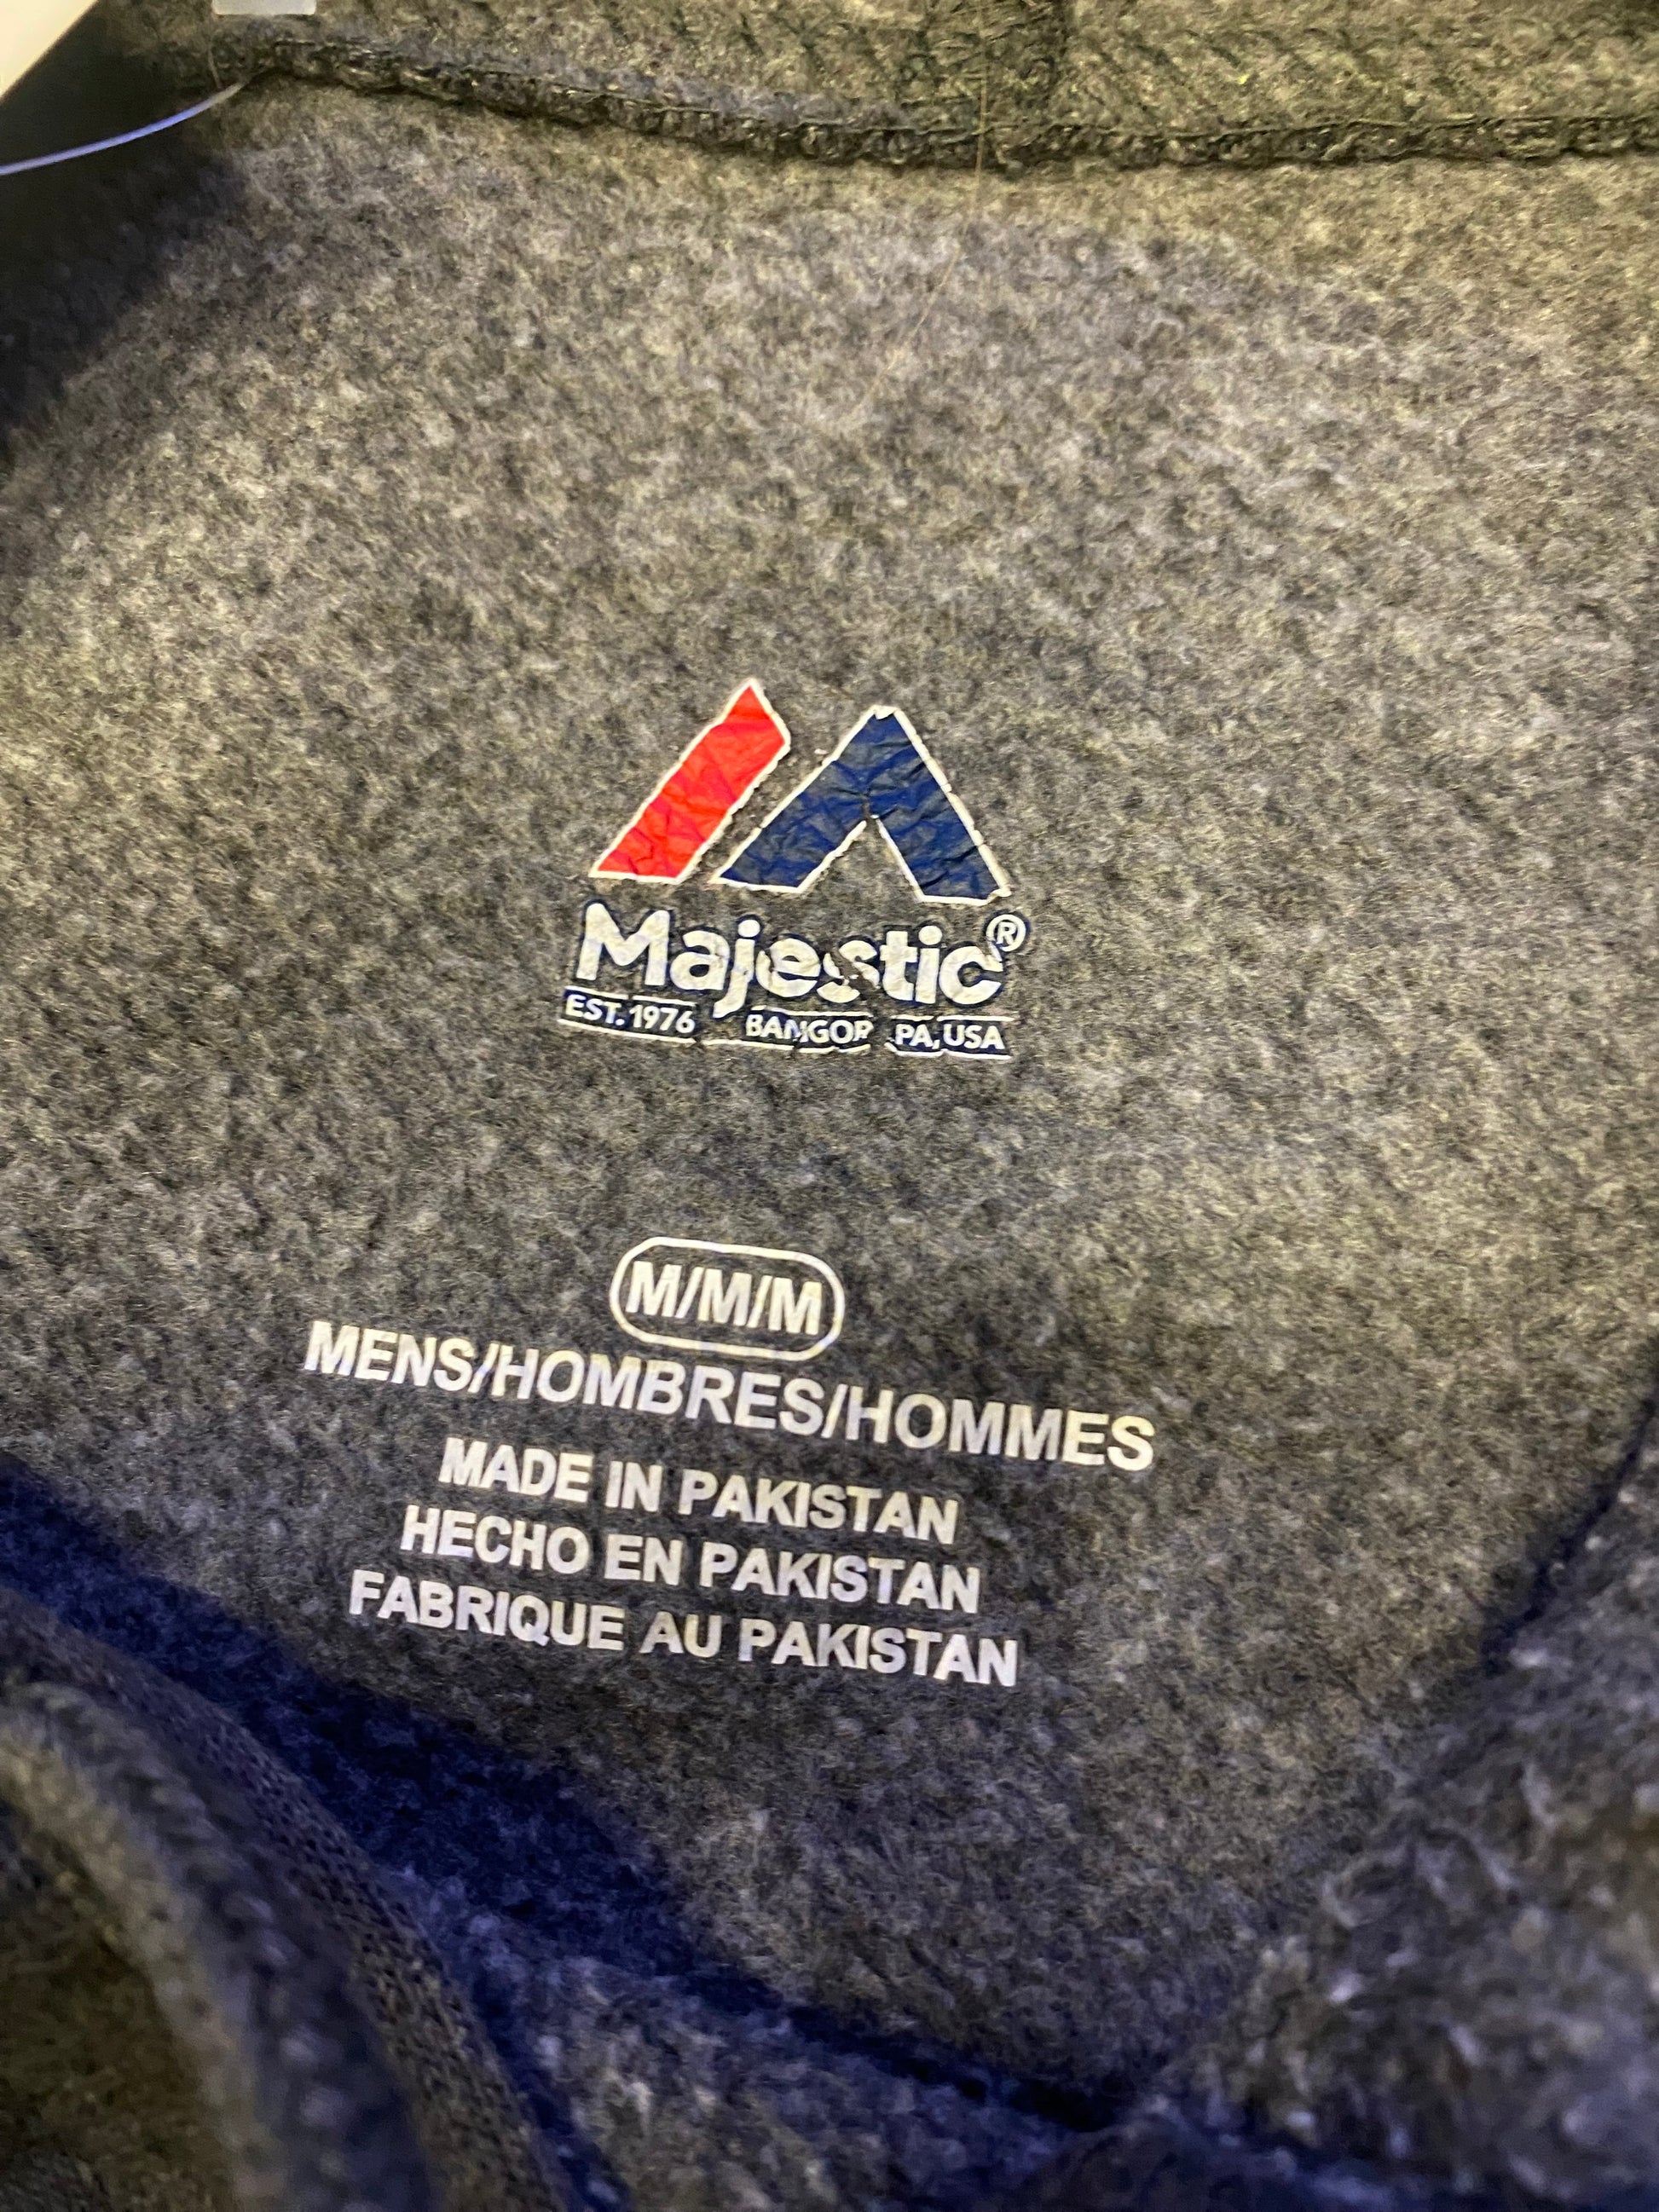 Majestic®
EST. 1976 BANGOR PA, USA
M/M/M
MENS/HOMBRES/HOMMES
MADE IN PAKISTAN
HECHO EN PAKISTAN
FABRIQUE AU PAKISTAN